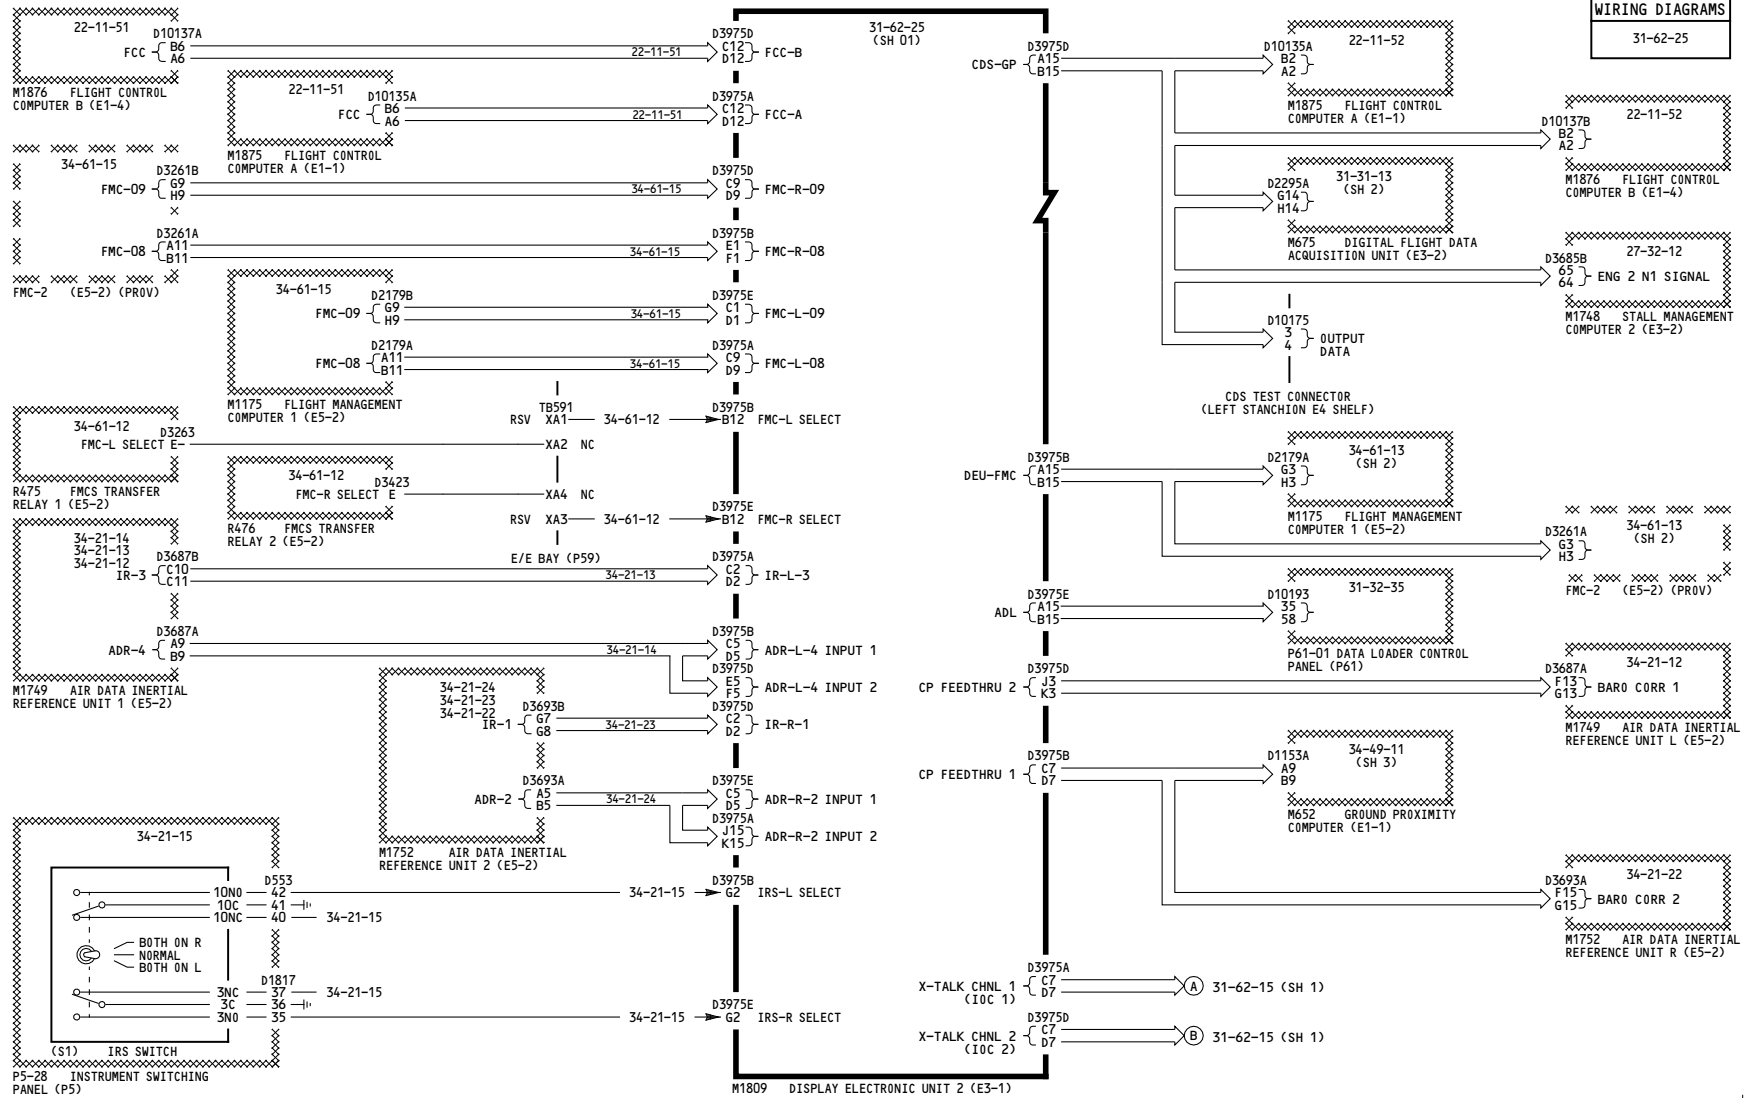 WIRING DIAGRAMS
31-62-25
22-11-51
D10137A
FCC
B6
A6
22-11-51
D3975D
C12
D12
FCC-B
M1876 FLIGHT CONTROL
COMPUTER B (E1-4)
22-11-51
D10135A
FCC
B6
A6
22-11-51
D3975A
C12
D12
FCC-A
M1875 FLIGHT CONTROL
COMPUTER A (E1-1)
34-61-15
D3261B
FMC-09
G9
H9
34-61-15
D3975D
C9
D9
FMC-R-09
D3261A
FMC-08
A11
B11
34-61-15
D3975B
E1
F1
FMC-R-08
FMC-2 (E5-2) (PROV)
34-61-15
D2179B
FMC-09
G9
H9
34-61-15
D3975E
C1
D1
FMC-L-09
D2179A
FMC-08
A11
B11
34-61-15
D3975A
C9
D9
FMC-L-08
M1175 FLIGHT MANAGEMENT
COMPUTER 1 (E5-2)
TB591
RSV XA1 34-61-12
D3975B
B12 FMC-L SELECT
34-61-12
D3263
FMC-L SELECT E
XA2 NC
R475 FMCS TRANSFER
RELAY 1 (E5-2)
34-61-12
D3423
FMC-R SELECT E
XA4 NC
R476 FMCS TRANSFER
RELAY 2 (E5-2)
RSV XA3 34-61-12
D3975E
B12 FMC-R SELECT
E/E BAY (P59)
34-21-14
34-21-13
34-21-12
D3687B
IR-3
C10
C11
34-21-13
D3975A
C2
D2
IR-L-3
D3687A
ADR-4
A9
B9
34-21-14
D3975B
C5
D5
ADR-L-4 INPUT 1
D3975D
E5
F5
ADR-L-4 INPUT 2
M1749 AIR DATA INERTIAL
REFERENCE UNIT 1 (E5-2)
34-21-24
34-21-23
34-21-22
D3693B
IR-1
G7
G8
34-21-23
D3975D
C2
D2
IR-R-1
D3693A
ADR-2
A5
B5
34-21-24
D3975E
C5
D5
ADR-R-2 INPUT 1
D3975A
J15
K15
ADR-R-2 INPUT 2
M1752 AIR DATA INERTIAL
REFERENCE UNIT 2 (E5-2)
34-21-15
D553
10NO 42
34-21-15
D3975B
G2 IRS-L SELECT
10C 41
10NC 40 34-21-15
BOTH ON R
NORMAL
BOTH ON L
D1817
3NC 37 34-21-15
3C 36
3NO 35
34-21-15
D3975E
G2 IRS-R SELECT
(S1) IRS SWITCH
P5-28 INSTRUMENT SWITCHING
PANEL (P5)
31-62-25
(SH 01)
M1809 DISPLAY ELECTRONIC UNIT 2 (E3-1)
CDS-GP
D3975D
A15
B15
22-11-52
D10135A
B2
A2
M1875 FLIGHT CONTROL
COMPUTER A (E1-1)
22-11-52
D10137B
B2
A2
M1876 FLIGHT CONTROL
COMPUTER B (E1-4)
31-31-13
(SH 2)
D2295A
G14
H14
M675 DIGITAL FLIGHT DATA
ACQUISITION UNIT (E3-2)
27-32-12
D3685B
65
64
ENG 2 N1 SIGNAL
M1748 STALL MANAGEMENT
COMPUTER 2 (E3-2)
D10175
3
4
OUTPUT
DATA
CDS TEST CONNECTOR
(LEFT STANCHION E4 SHELF)
DEU-FMC
D3975B
A15
B15
34-61-13
(SH 2)
D2179A
G3
H3
M1175 FLIGHT MANAGEMENT
COMPUTER 1 (E5-2)
34-61-13
(SH 2)
D3261A
G3
H3
FMC-2 (E5-2) (PROV)
ADL
D3975E
A15
B15
31-32-35
D10193
35
58
P61-01 DATA LOADER CONTROL
PANEL (P61)
CP FEEDTHRU 2
D3975D
J3
K3
34-21-12
D3687A
F13
G13
BARO CORR 1
M1749 AIR DATA INERTIAL
REFERENCE UNIT L (E5-2)
CP FEEDTHRU 1
D3975B
C7
D7
34-49-11
(SH 3)
D1153A
A9
B9
M652 GROUND PROXIMITY
COMPUTER (E1-1)
34-21-22
D3693A
F15
G15
BARO CORR 2
M1752 AIR DATA INERTIAL
REFERENCE UNIT R (E5-2)
X-TALK CHNL 1
(IOC 1)
D3975A
C7
D7
A 31-62-15 (SH 1)
X-TALK CHNL 2
(IOC 2)
D3975D
C7
D7
B 31-62-15 (SH 1)